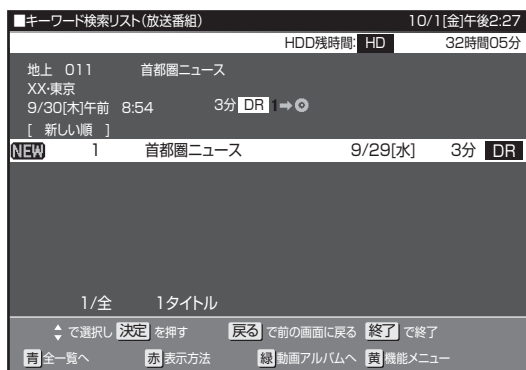 ■キーワード検索リスト(放送番組) 10/1[金]午後2:27
HDD残時間: HD 32時間05分
地上 011 首都圏ニュース
XX・東京
9/30[木]午前 8:54 3分 DR 1➡
[ 新しい順 ]
NEW 1 首都圏ニュース 9/29[水] 3分 DR
1/全 1タイトル
で選択し 決定 を押す 戻る で前の画面に戻る 終了 で終了
青 全一覧へ 赤 表示方法 緑 動画アルバムへ 黄 機能メニュー